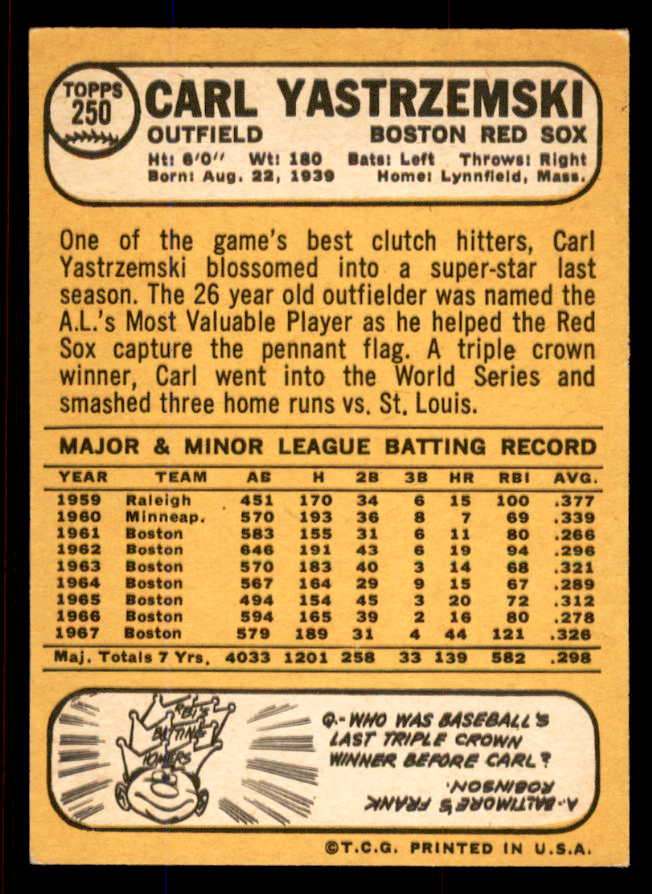 TOPPS
250
CARL YASTRZEMSKI
OUTFIELD BOSTON RED SOX
Ht: 6'0" Wt: 180 Bats: Left Throws: Right
Born: Aug. 22, 1939 Home: Lynnfield, Mass.
One of the game's best clutch hitters, Carl
Yastrzemski blossomed into a super-star last
season. The 26 year old outfielder was named the
A.L.'s Most Valuable Player as he helped the Red
Sox capture the pennant flag. A triple crown
winner, Carl went into the World Series and
smashed three home runs vs. St. Louis.
MAJOR & MINOR LEAGUE BATTING RECORD
YEAR TEAM AB H 2B 3B HR RBI AVG.
1959 Raleigh 451 170 34 6 15 100 .377
1960 Minneap. 570 193 36 8 7 69 .339
1961 Boston 583 155 31 6 11 80 .266
1962 Boston 646 191 43 6 19 94 .296
1963 Boston 570 183 40 3 14 68 .321
1964 Boston 567 164 29 9 15 67 .289
1965 Boston 494 154 45 3 20 72 .312
1966 Boston 594 165 39 2 16 80 .278
1967 Boston 579 189 31 4 44 121 .326
Maj. Totals 7 Yrs. 4033 1201 258 33 139 582 .298
RBI'S
BATTING
HOMERS
Q.- WHO WAS BASEBALL'S
LAST TRIPLE CROWN
WINNER BEFORE CARL?
A.- BALTIMORE'S FRANK
ROBINSON.
©T.C.G. PRINTED IN U.S.A.